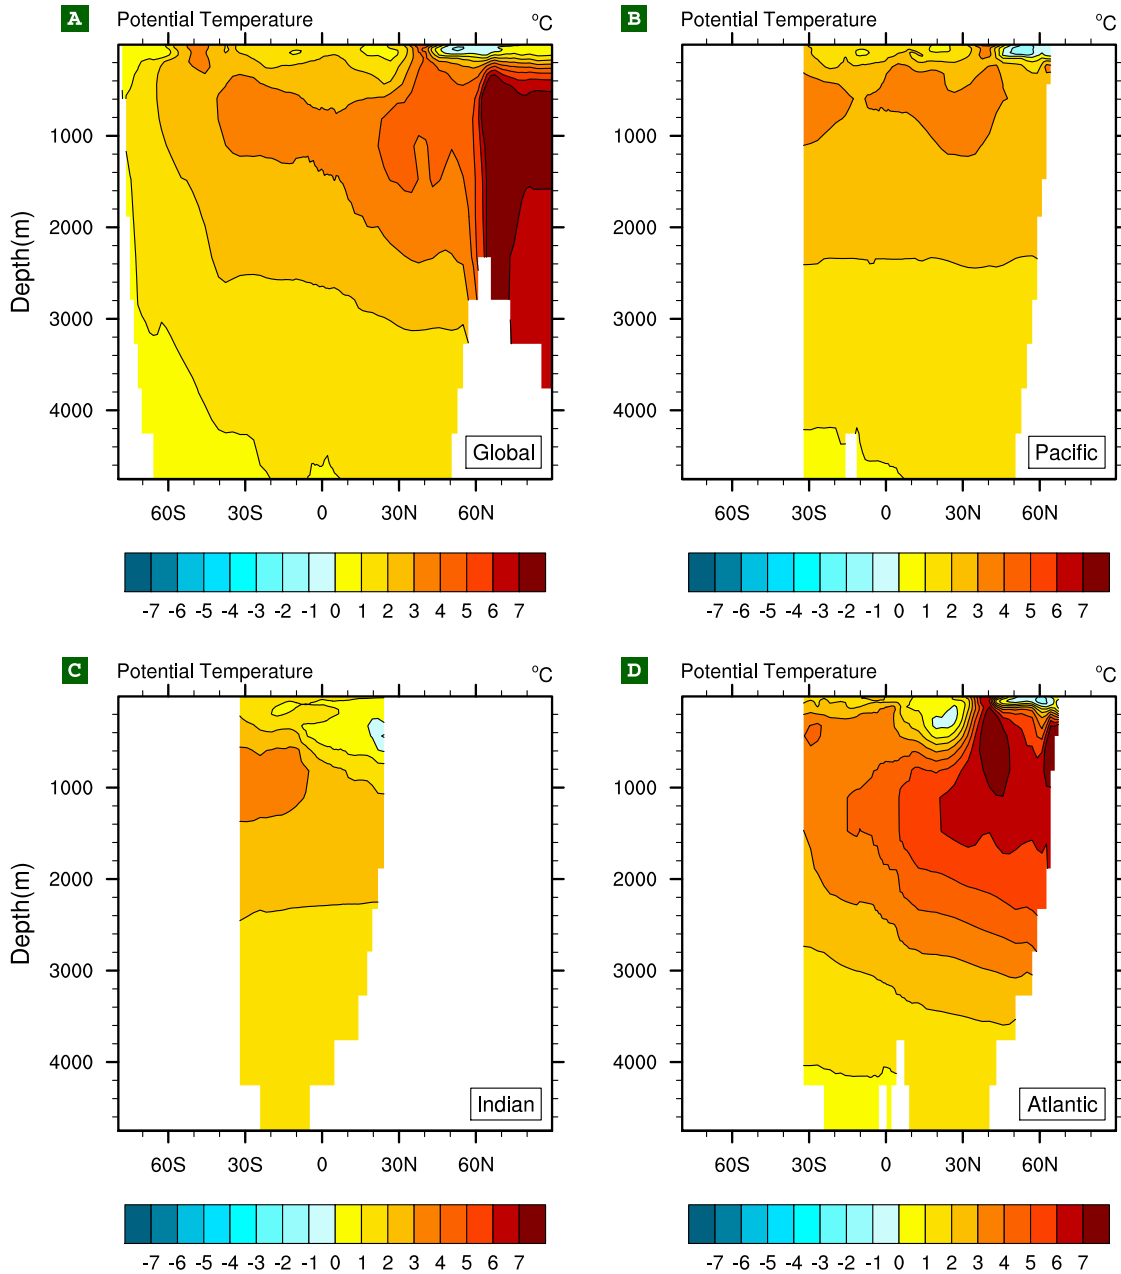 A Potential Temperature °C
B Potential Temperature °C
Depth(m)
1000
2000
3000
4000
Global
60S 30S 0 30N 60N
-7 -6 -5 -4 -3 -2 -1 0 1 2 3 4 5 6 7
1000
2000
3000
4000
Pacific
60S 30S 0 30N 60N
-7 -6 -5 -4 -3 -2 -1 0 1 2 3 4 5 6 7
C Potential Temperature °C
D Potential Temperature °C
Depth(m)
1000
2000
3000
4000
Indian
60S 30S 0 30N 60N
-7 -6 -5 -4 -3 -2 -1 0 1 2 3 4 5 6 7
1000
2000
3000
4000
Atlantic
60S 30S 0 30N 60N
-7 -6 -5 -4 -3 -2 -1 0 1 2 3 4 5 6 7